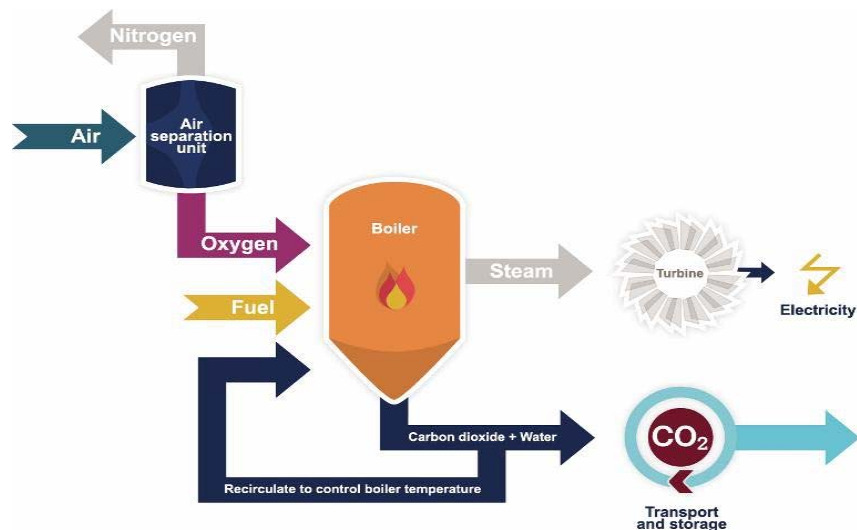 Nitrogen
Air
Air
separation
unit
Oxygen
Boiler
Fuel
Steam
Turbine
Electricity
Carbon dioxide + Water
Recirculate to control boiler temperature
CO₂
Transport
and storage